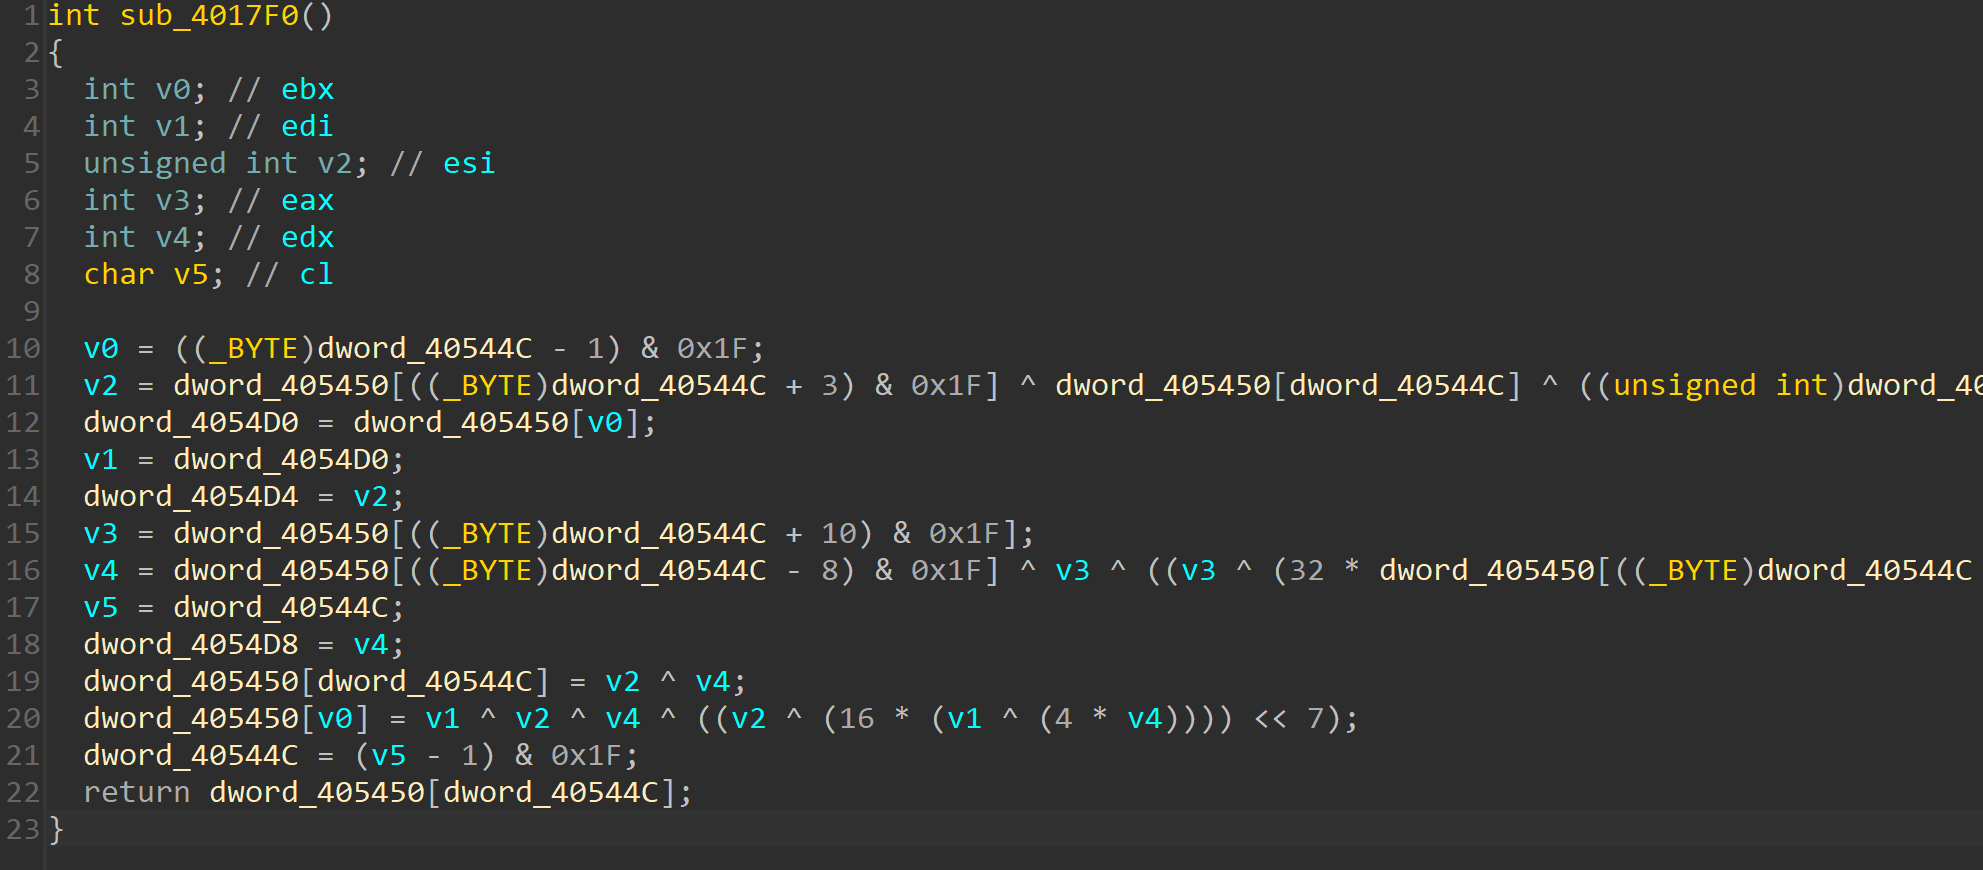 1 int sub_4017F0()
2 {
3 int v0; // ebx
4 int v1; // edi
5 unsigned int v2; // esi
6 int v3; // eax
7 int v4; // edx
8 char v5; // cl
9
10 v0 = ((_BYTE)dword_40544C - 1) & 0x1F;
11 v2 = dword_405450[((_BYTE)dword_40544C + 3) & 0x1F] ^ dword_405450[dword_40544C] ^ ((unsigned int)dword_40
12 dword_4054D0 = dword_405450[v0];
13 v1 = dword_4054D0;
14 dword_4054D4 = v2;
15 v3 = dword_405450[((_BYTE)dword_40544C + 10) & 0x1F];
16 v4 = dword_405450[((_BYTE)dword_40544C - 8) & 0x1F] ^ v3 ^ ((v3 ^ (32 * dword_405450[((_BYTE)dword_40544C
17 v5 = dword_40544C;
18 dword_4054D8 = v4;
19 dword_405450[dword_40544C] = v2 ^ v4;
20 dword_405450[v0] = v1 ^ v2 ^ v4 ^ ((v2 ^ (16 * (v1 ^ (4 * v4)))) << 7);
21 dword_40544C = (v5 - 1) & 0x1F;
22 return dword_405450[dword_40544C];
23 }